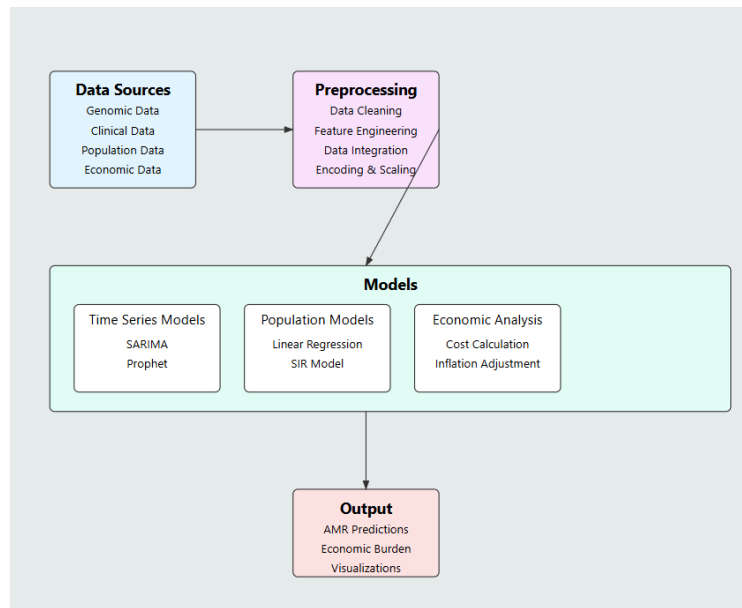 Data Sources
Genomic Data
Clinical Data
Population Data
Economic Data
Preprocessing
Data Cleaning
Feature Engineering
Data Integration
Encoding & Scaling
Models
Time Series Models
SARIMA
Prophet
Population Models
Linear Regression
SIR Model
Economic Analysis
Cost Calculation
Inflation Adjustment
Output
AMR Predictions
Economic Burden
Visualizations